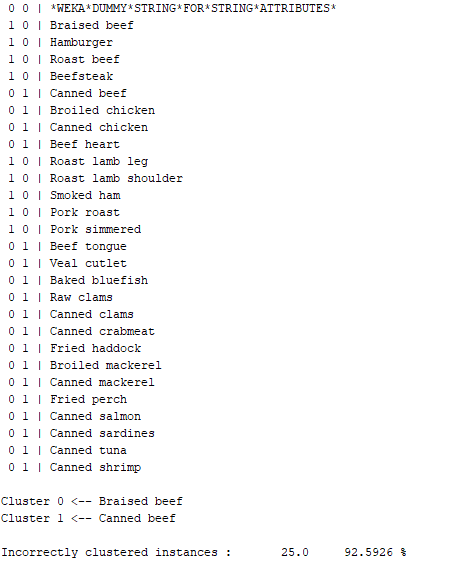 0 0 | *WEKA*DUMMY*STRING*FOR*STRING*ATTRIBUTES*
1 0 | Braised beef
1 0 | Hamburger
1 0 | Roast beef
1 0 | Beefsteak
0 1 | Canned beef
0 1 | Broiled chicken
0 1 | Canned chicken
0 1 | Beef heart
1 0 | Roast lamb leg
1 0 | Roast lamb shoulder
1 0 | Smoked ham
1 0 | Pork roast
1 0 | Pork simmered
0 1 | Beef tongue
0 1 | Veal cutlet
0 1 | Baked bluefish
0 1 | Raw clams
0 1 | Canned clams
0 1 | Canned crabmeat
0 1 | Fried haddock
0 1 | Broiled mackerel
0 1 | Canned mackerel
0 1 | Fried perch
0 1 | Canned salmon
0 1 | Canned sardines
0 1 | Canned tuna
0 1 | Canned shrimp
Cluster 0 <-- Braised beef
Cluster 1 <-- Canned beef
Incorrectly clustered instances : 25.0 92.5926 %